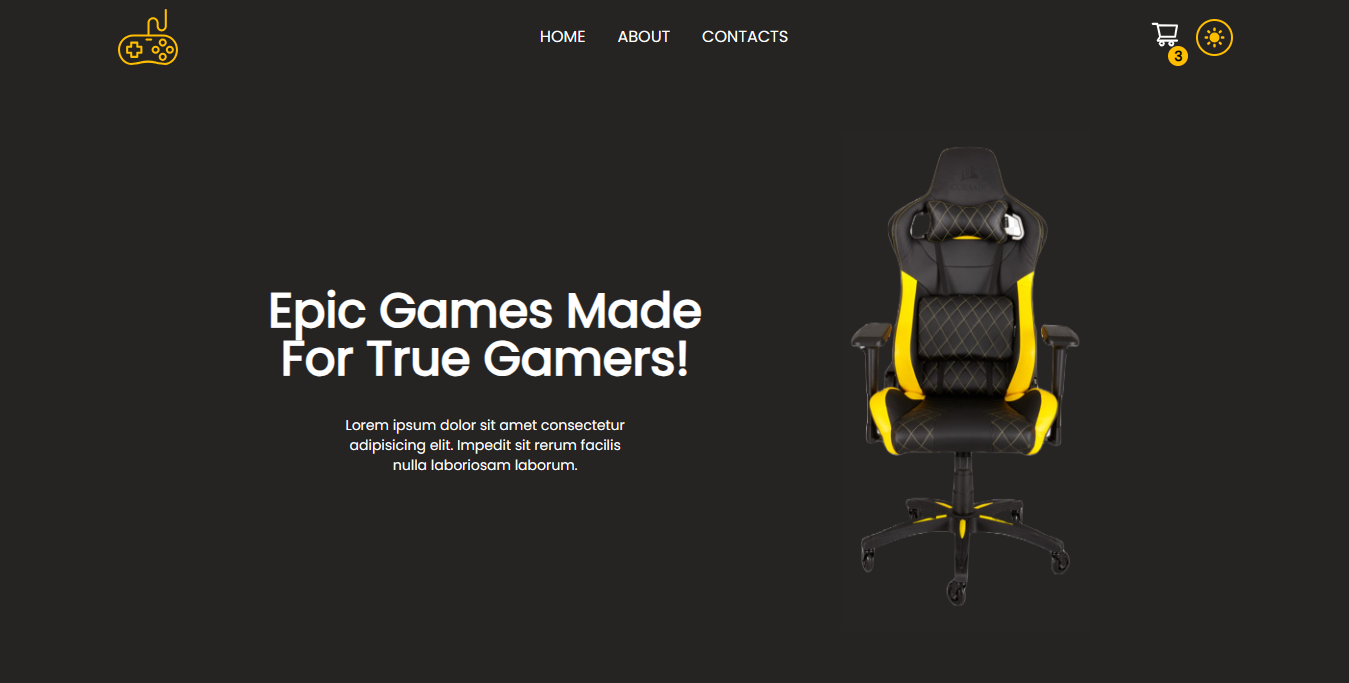 HOME ABOUT CONTACTS
3
Epic Games Made
For True Gamers!
Lorem ipsum dolor sit amet consectetur
adipisicing elit. Impedit sit rerum facilis
nulla laboriosam laborum.